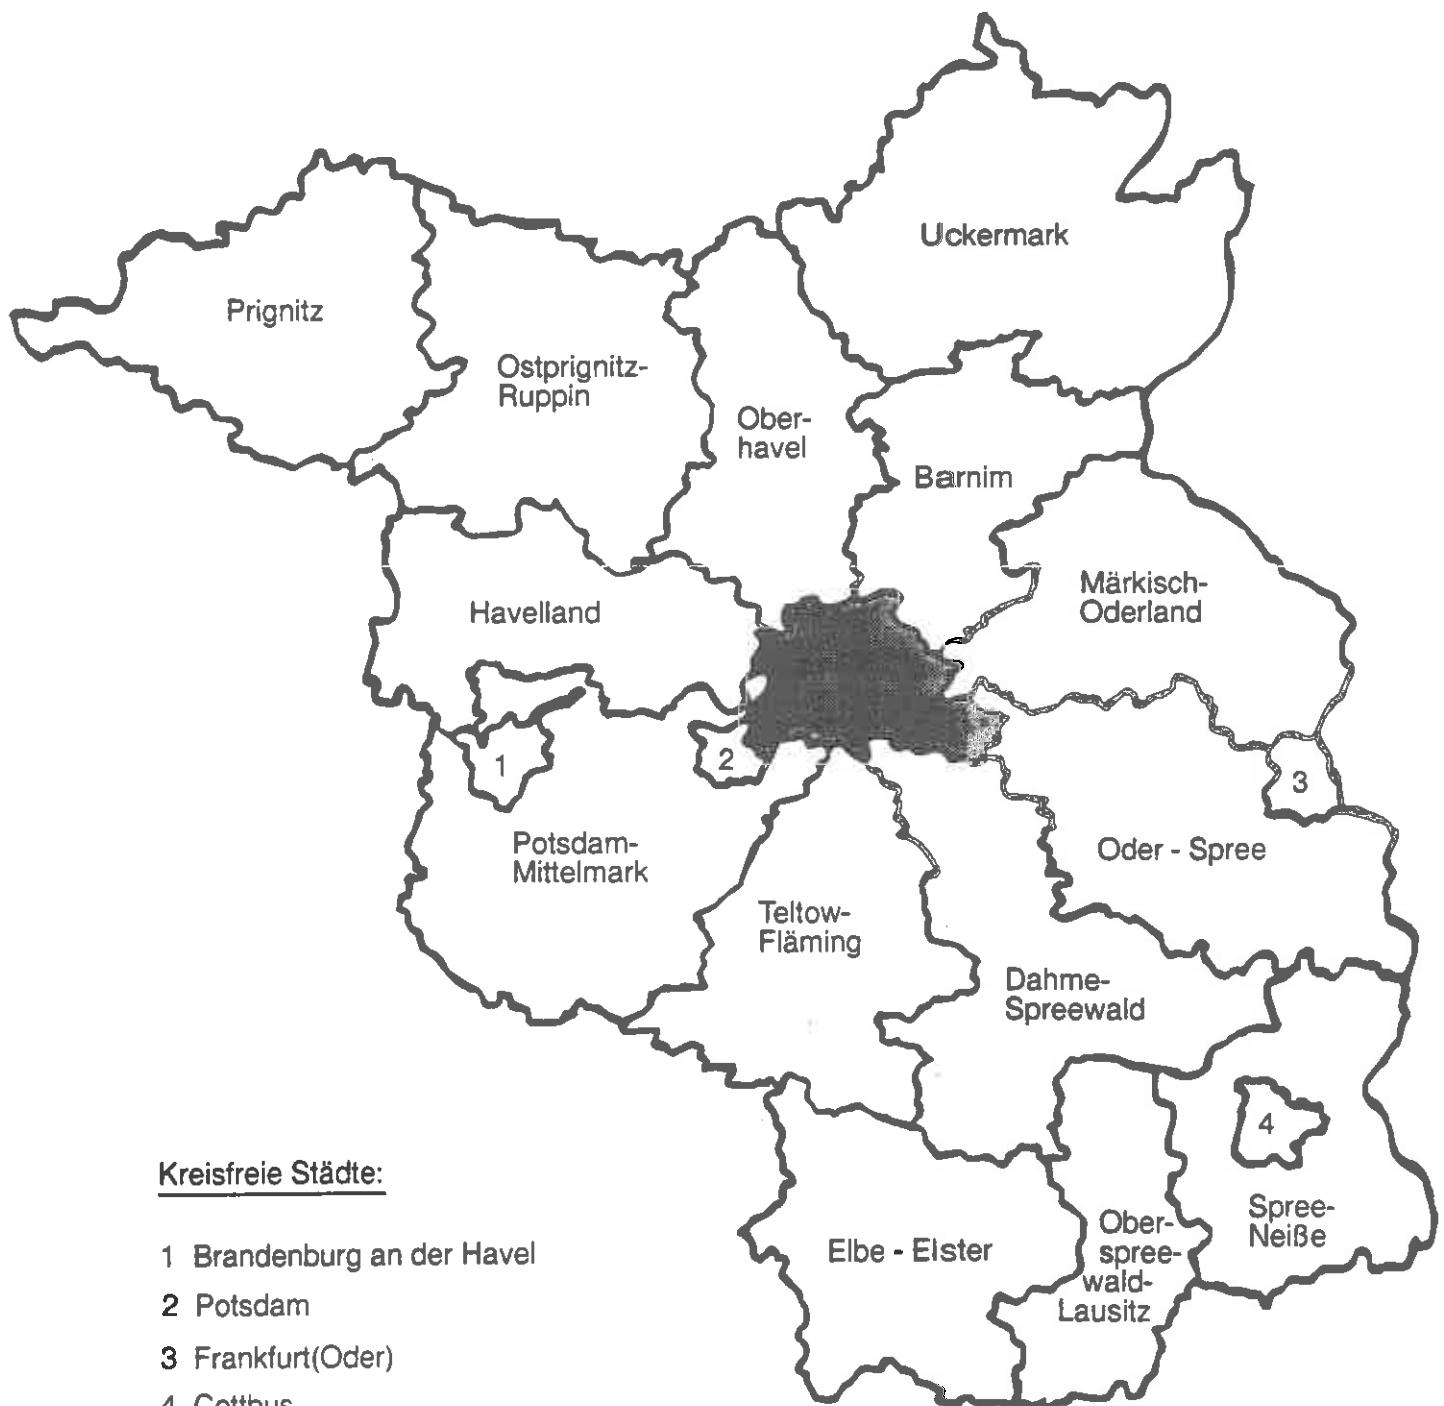 Uckermark
Prignitz
Ostprignitz-
Ruppin
Ober-
havel
Barnim
Märkisch-
Oderland
Havelland
1
2
3
Potsdam-
Mittelmark
Oder - Spree
Teltow-
Fläming
Dahme-
Spreewald
4
Kreisfreie Städte:
Spree-
Neiße
Ober-
spree-
wald-
Lausitz
Elbe - Elster
1 Brandenburg an der Havel
2 Potsdam
3 Frankfurt(Oder)
4 Cottbus